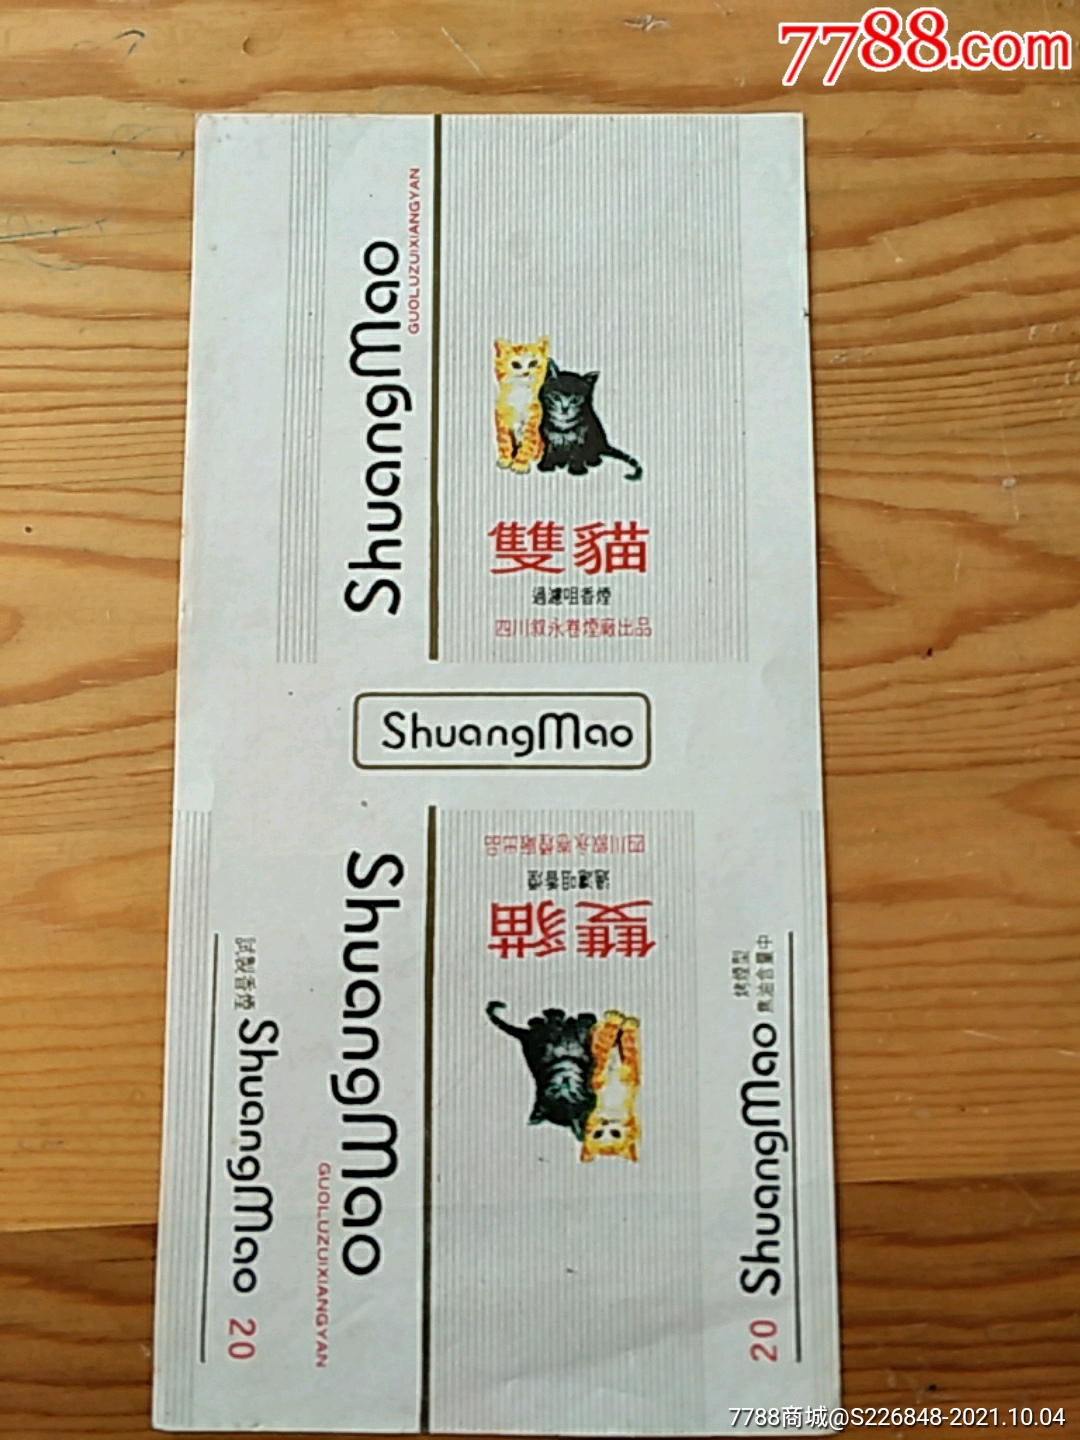 7788.com
ShuangMao
GUOLUZUIXIANGYAN
雙貓
過濾咀香煙
四川敘永卷煙廠出品
ShuangMao
四川敘永卷煙廠出品
過濾咀香煙
雙貓
ShuangMao
GUOLUZUIXIANGYAN
試製香煙
ShuangMao
20
烤煙型
焦油含量中
ShuangMao
20
7788商城@S226848-2021.10.04